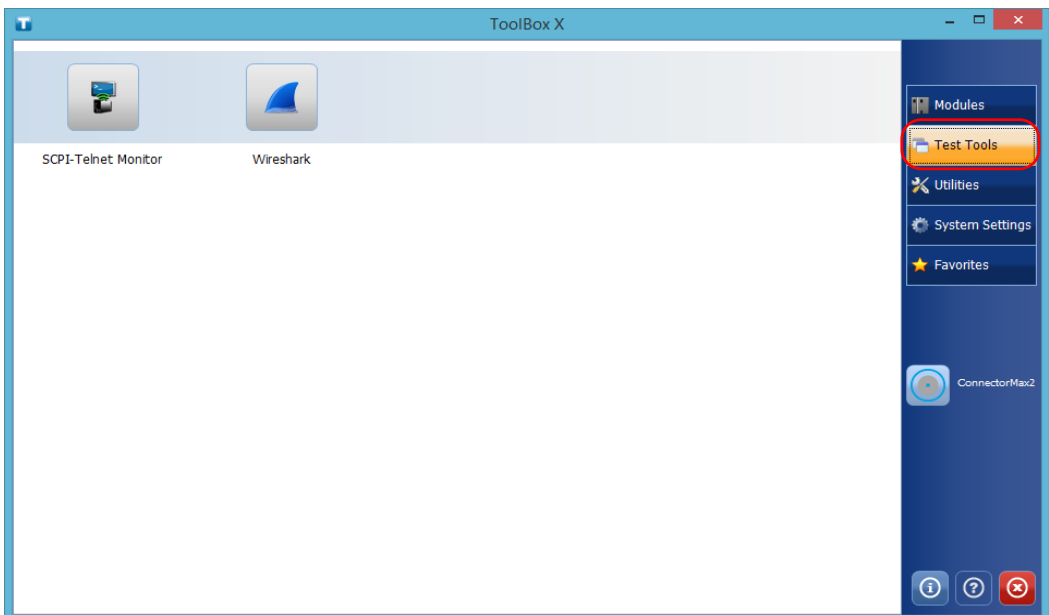 ToolBox X
SCPI-Telnet Monitor
Wireshark
Modules
Test Tools
Utilities
System Settings
Favorites
ConnectorMax2